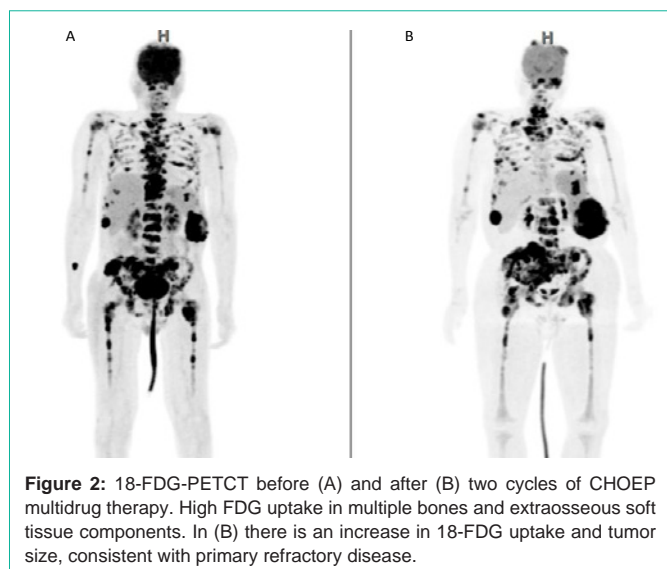 A
H
B
H
Figure 2: 18-FDG-PETCT before (A) and after (B) two cycles of CHOEP
multidrug therapy. High FDG uptake in multiple bones and extraosseous soft
tissue components. In (B) there is an increase in 18-FDG uptake and tumor
size, consistent with primary refractory disease.